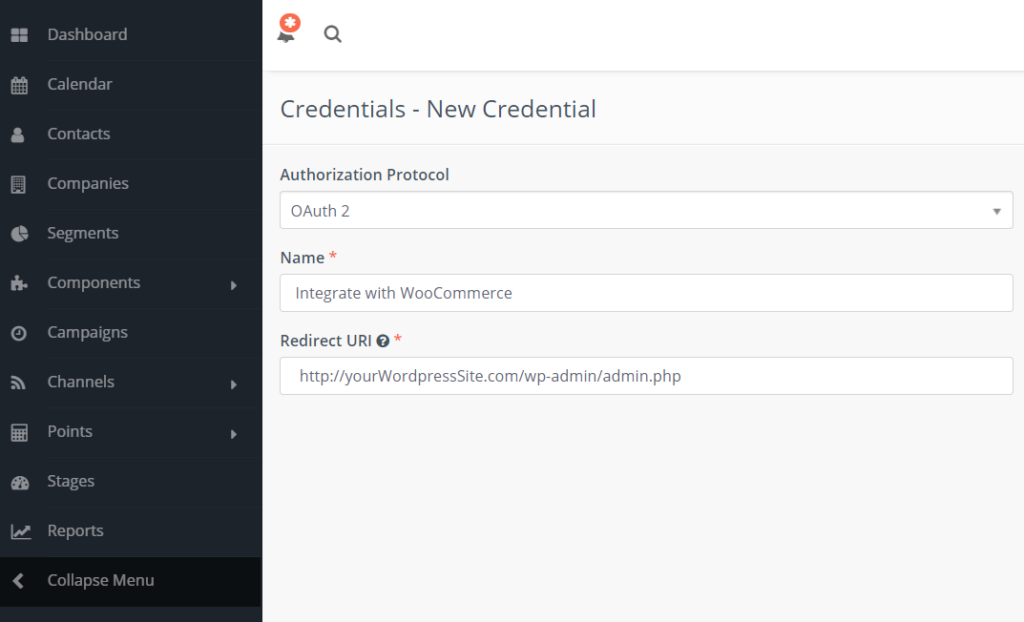 Dashboard
Calendar
Contacts
Companies
Segments
Components
Campaigns
Channels
Points
Stages
Reports
Collapse Menu
Credentials - New Credential
Authorization Protocol
OAuth 2
Name *
Integrate with WooCommerce
Redirect URI ? *
http://yourWordpressSite.com/wp-admin/admin.php